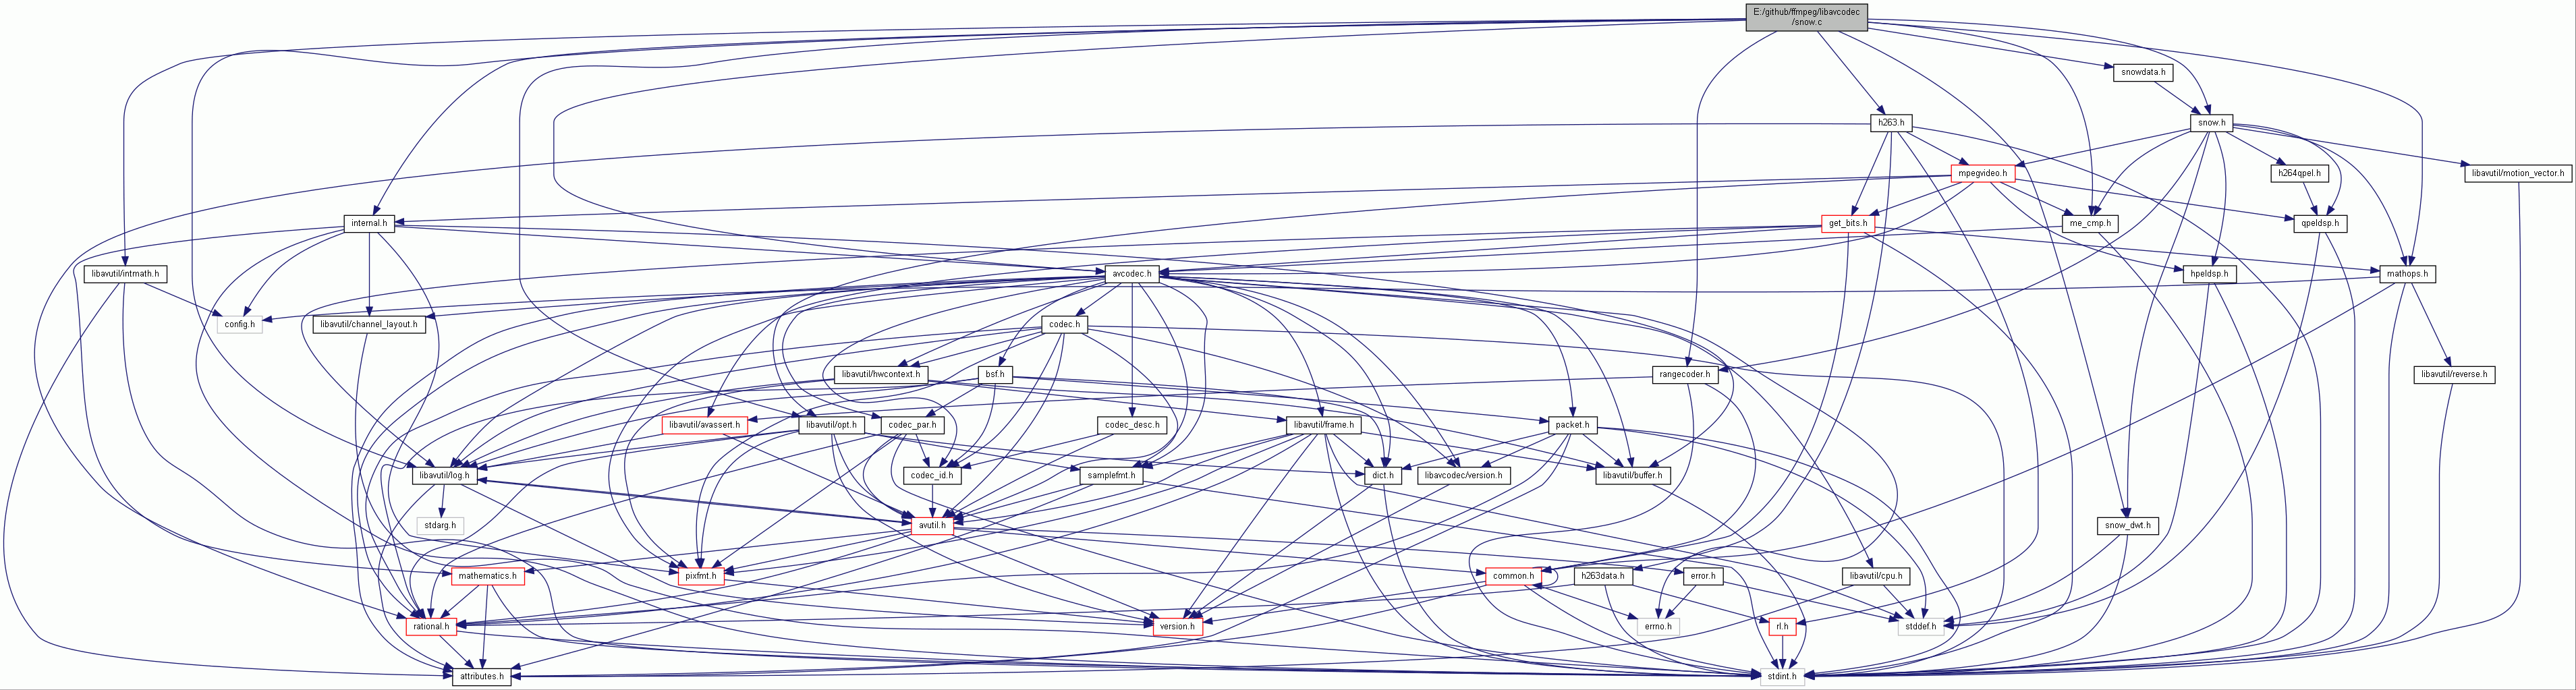 E:/github/ffmpeg/libavcodec
/snow.c
snowdata.h
h263.h
snow.h
mpegvideo.h
h264qpel.h
libavutil/motion_vector.h
internal.h
get_bits.h
me_cmp.h
qpeldsp.h
libavutil/intmath.h
avcodec.h
hpeldsp.h
mathops.h
config.h
libavutil/channel_layout.h
codec.h
libavutil/hwcontext.h
bsf.h
rangecoder.h
libavutil/reverse.h
libavutil/avassert.h
libavutil/opt.h
codec_par.h
codec_desc.h
libavutil/frame.h
packet.h
libavutil/log.h
codec_id.h
samplefmt.h
dict.h
libavcodec/version.h
libavutil/buffer.h
stdarg.h
avutil.h
snow_dwt.h
mathematics.h
pixfmt.h
common.h
h263data.h
error.h
libavutil/cpu.h
rational.h
version.h
errno.h
rl.h
stddef.h
attributes.h
stdint.h